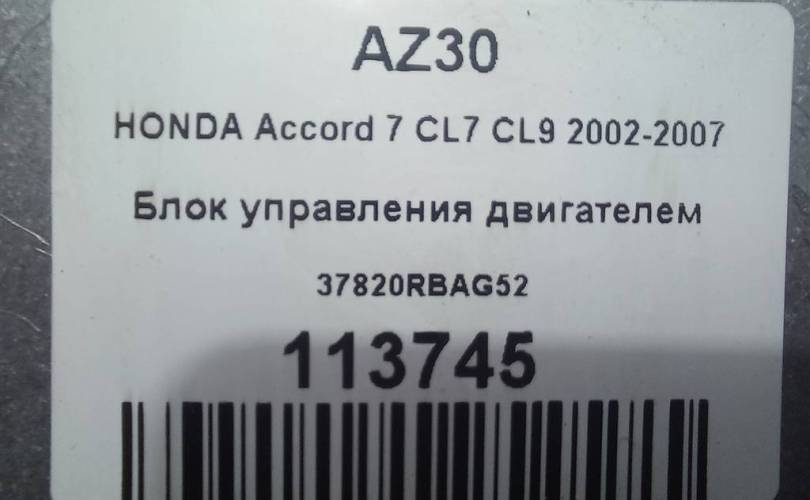 AZ30
HONDA Accord 7 CL7 CL9 2002-2007
Блок управления двигателем
37820RBAG52
113745